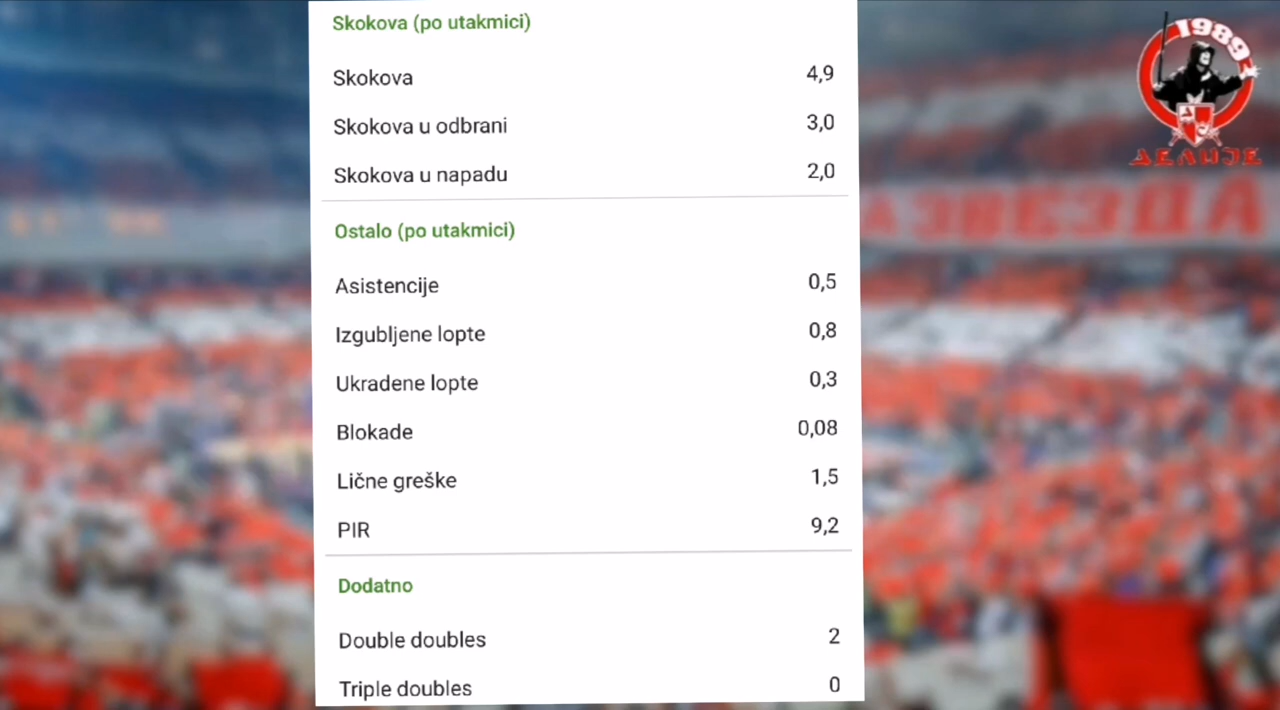 Skokova (po utakmici)
Skokova 4,9
Skokova u odbrani 3,0
Skokova u napadu 2,0
Ostalo (po utakmici)
Asistencije 0,5
Izgubljene lopte 0,8
Ukradene lopte 0,3
Blokade 0,08
Lične greške 1,5
PIR 9,2
Dodatno
Double doubles 2
Triple doubles 0
1989
ДЕЛИЈЕ